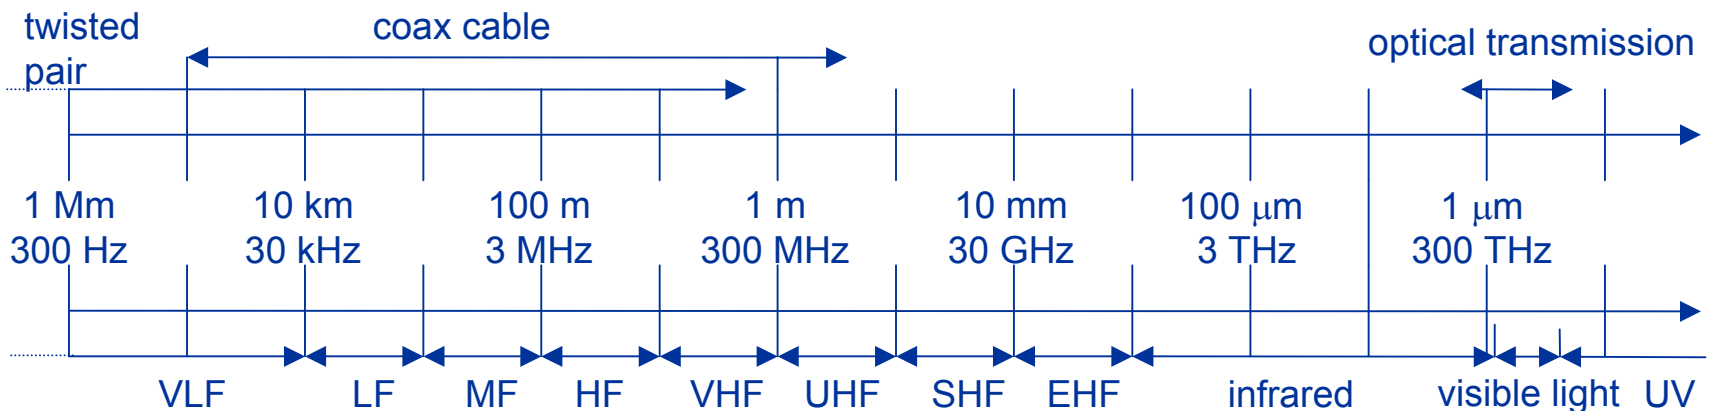 twisted
pair
coax cable
optical transmission
1 Mm 10 km 100 m 1 m 10 mm 100 μm 1 μm
300 Hz 30 kHz 3 MHz 300 MHz 30 GHz 3 THz 300 THz
VLF LF MF HF VHF UHF SHF EHF infrared visible light UV